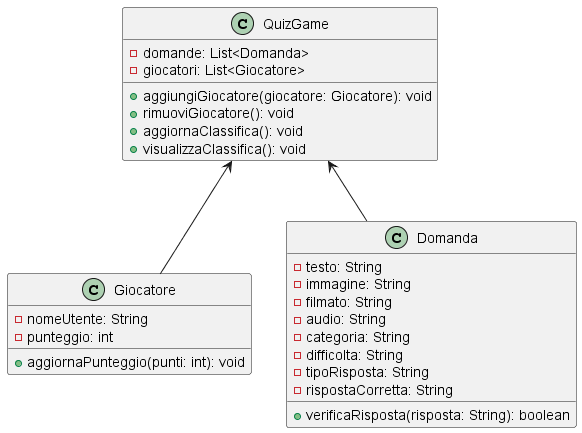 C QuizGame
domande: List<Domanda>
giocatori: List<Giocatore>
aggiungiGiocatore(giocatore: Giocatore): void
rimuoviGiocatore(): void
aggiornaClassifica(): void
visualizzaClassifica(): void
C Giocatore
nomeUtente: String
punteggio: int
aggiornaPunteggio(punti: int): void
C Domanda
testo: String
immagine: String
filmato: String
audio: String
categoria: String
difficolta: String
tipoRisposta: String
rispostaCorretta: String
verificaRisposta(risposta: String): boolean